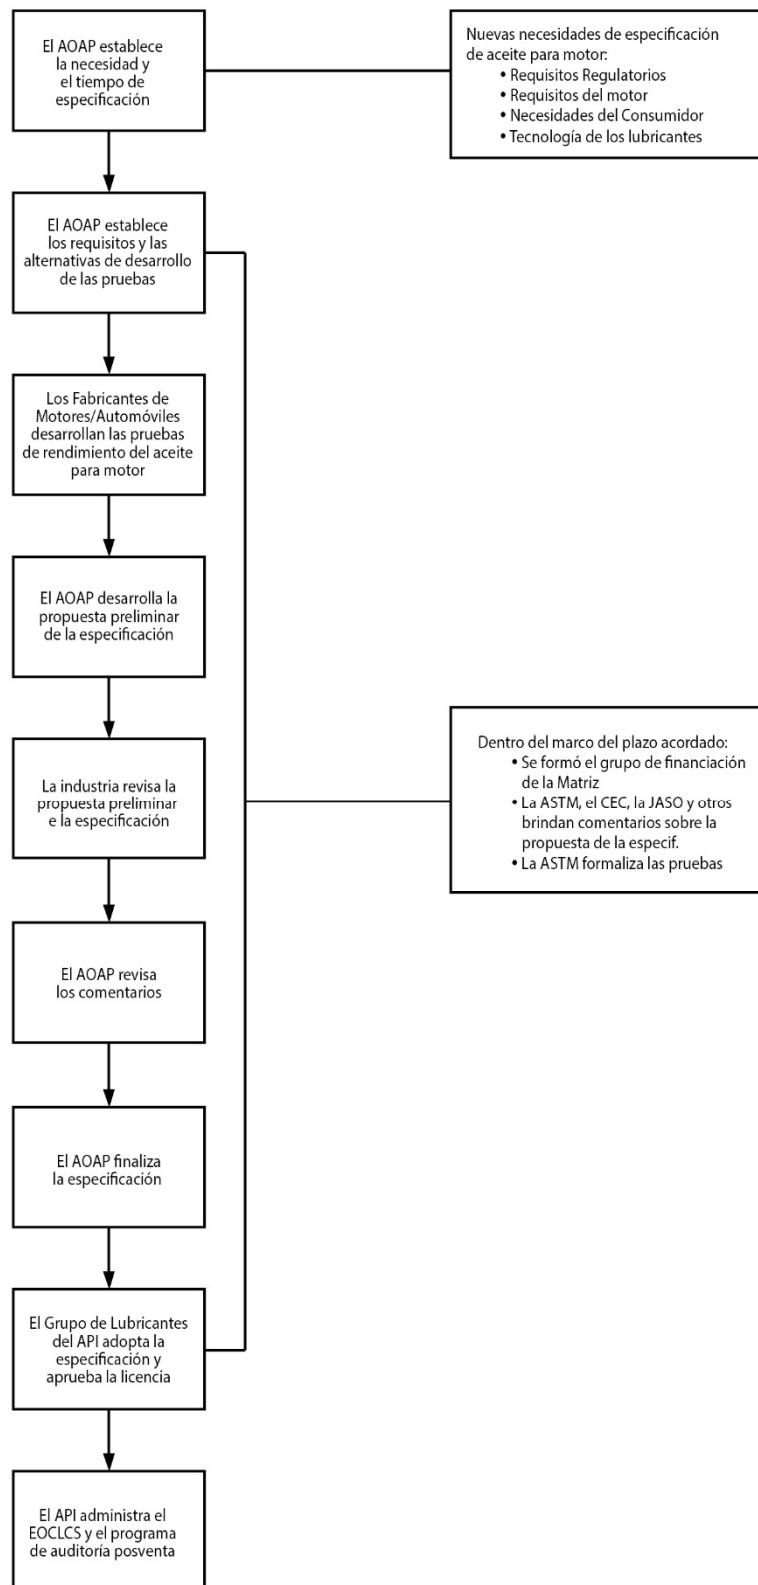 El AOAP establece
la necesidad y
el tiempo de
especificación
Nuevas necesidades de especificación
de aceite para motor:
• Requisitos Regulatorios
• Requisitos del motor
• Necesidades del Consumidor
• Tecnología de los lubricantes
El AOAP establece
los requisitos y las
alternativas de desarrollo
de las pruebas
Los Fabricantes de
Motores/Automóviles
desarrollan las pruebas
de rendimiento del aceite
para motor
El AOAP desarrolla la
propuesta preliminar
de la especificación
La industria revisa la
propuesta preliminar
e la especificación
Dentro del marco del plazo acordado:
• Se formó el grupo de financiación
de la Matriz
• La ASTM, el CEC, la JASO y otros
brindan comentarios sobre la
propuesta de la especif.
• La ASTM formaliza las pruebas
El AOAP revisa
los comentarios
El AOAP finaliza
la especificación
El Grupo de Lubricantes
del API adopta la
especificación y
aprueba la licencia
El API administra el
EOCLCS y el programa
de auditoría posventa